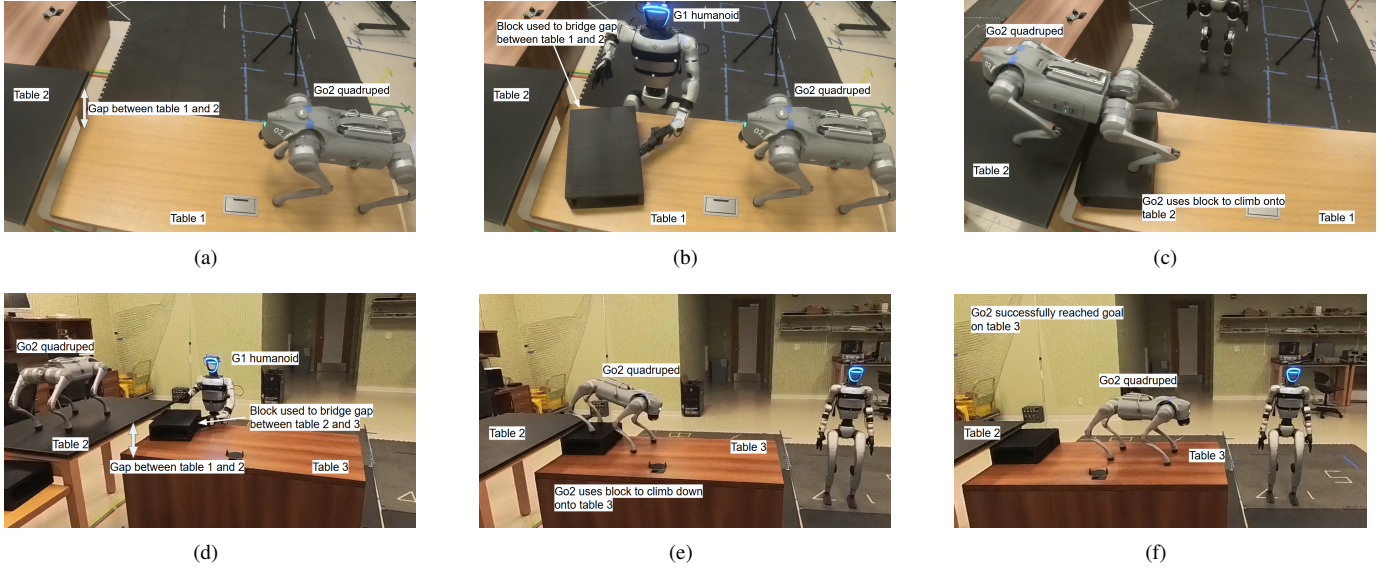 Table 2
Gap between table 1 and 2
Go2 quadruped
Table 1
(a)
G1 humanoid
Block used to bridge gap
between table 1 and 2
Table 2
Go2 quadruped
Table 1
(b)
Go2 quadruped
Table 2
Go2 uses block to climb onto
table 2
Table 1
(c)
Go2 quadruped
G1 humanoid
Block used to bridge gap
between table 2 and 3
Table 2
Gap between table 1 and 2
Table 3
(d)
Go2 quadruped
Table 2
Table 3
Go2 uses block to climb down
onto table 3
(e)
Go2 successfully reached goal
on table 3
Go2 quadruped
Table 2
Table 3
(f)